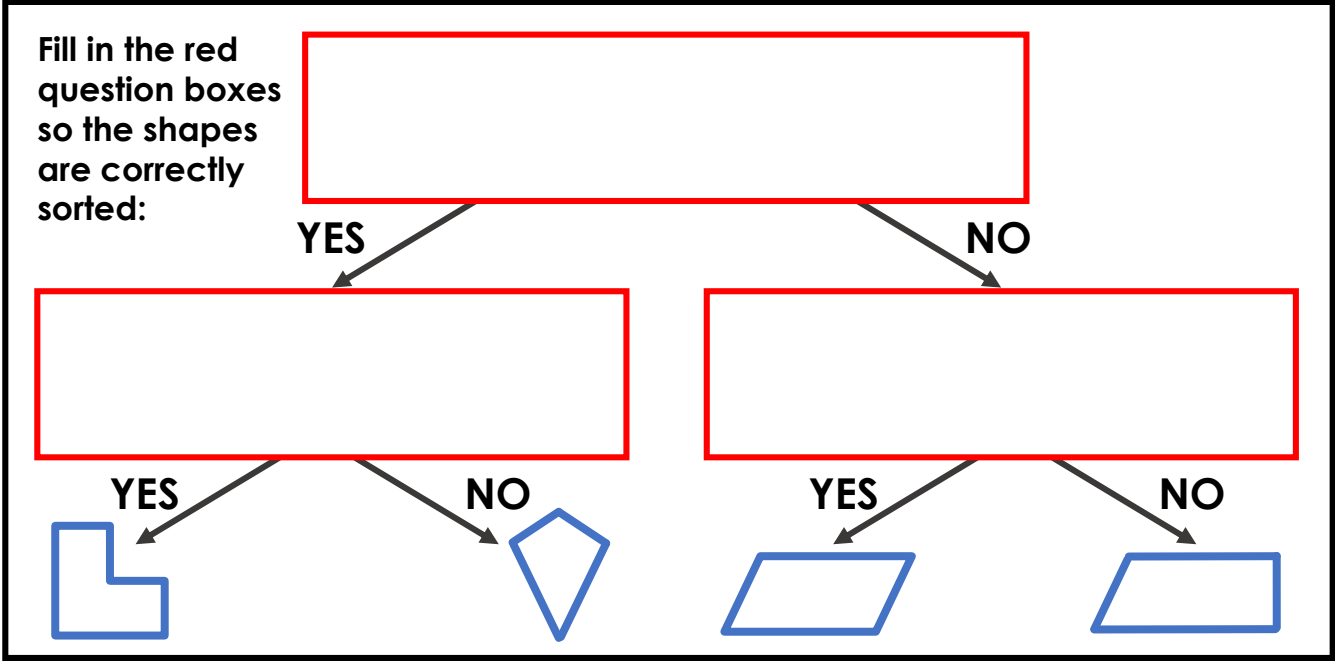 Fill in the red
question boxes
so the shapes
are correctly
sorted:
YES
NO
YES
NO
YES
NO